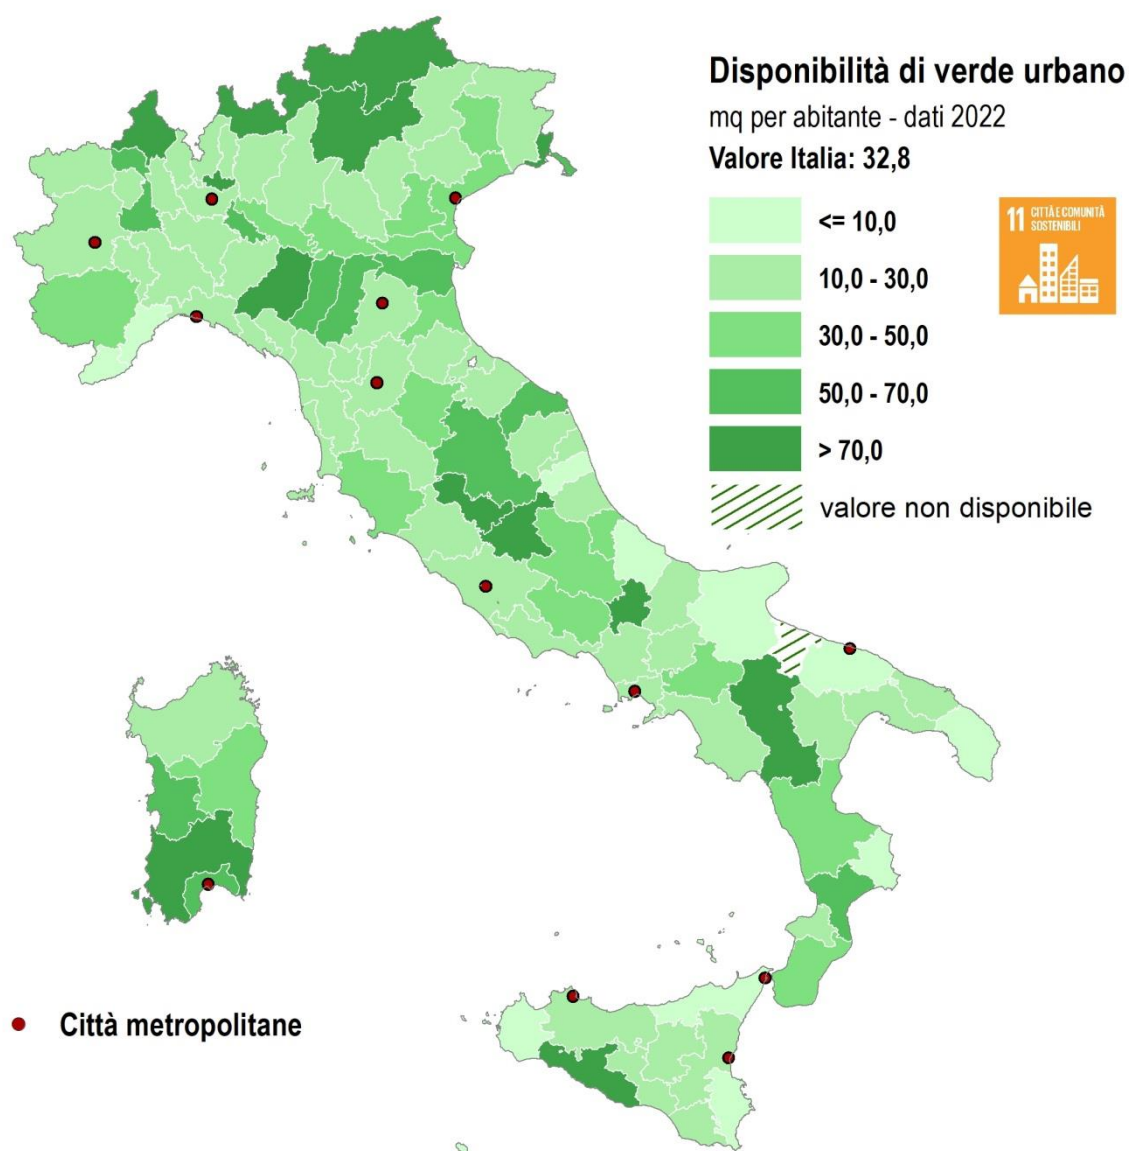 Disponibilità di verde urbano
mq per abitante - dati 2022
Valore Italia: 32,8
<= 10,0
11 CITTÀ E COMUNITÀ
SOSTENIBILI
10,0 - 30,0
30,0 - 50,0
50,0 - 70,0
> 70,0
valore non disponibile
Città metropolitane